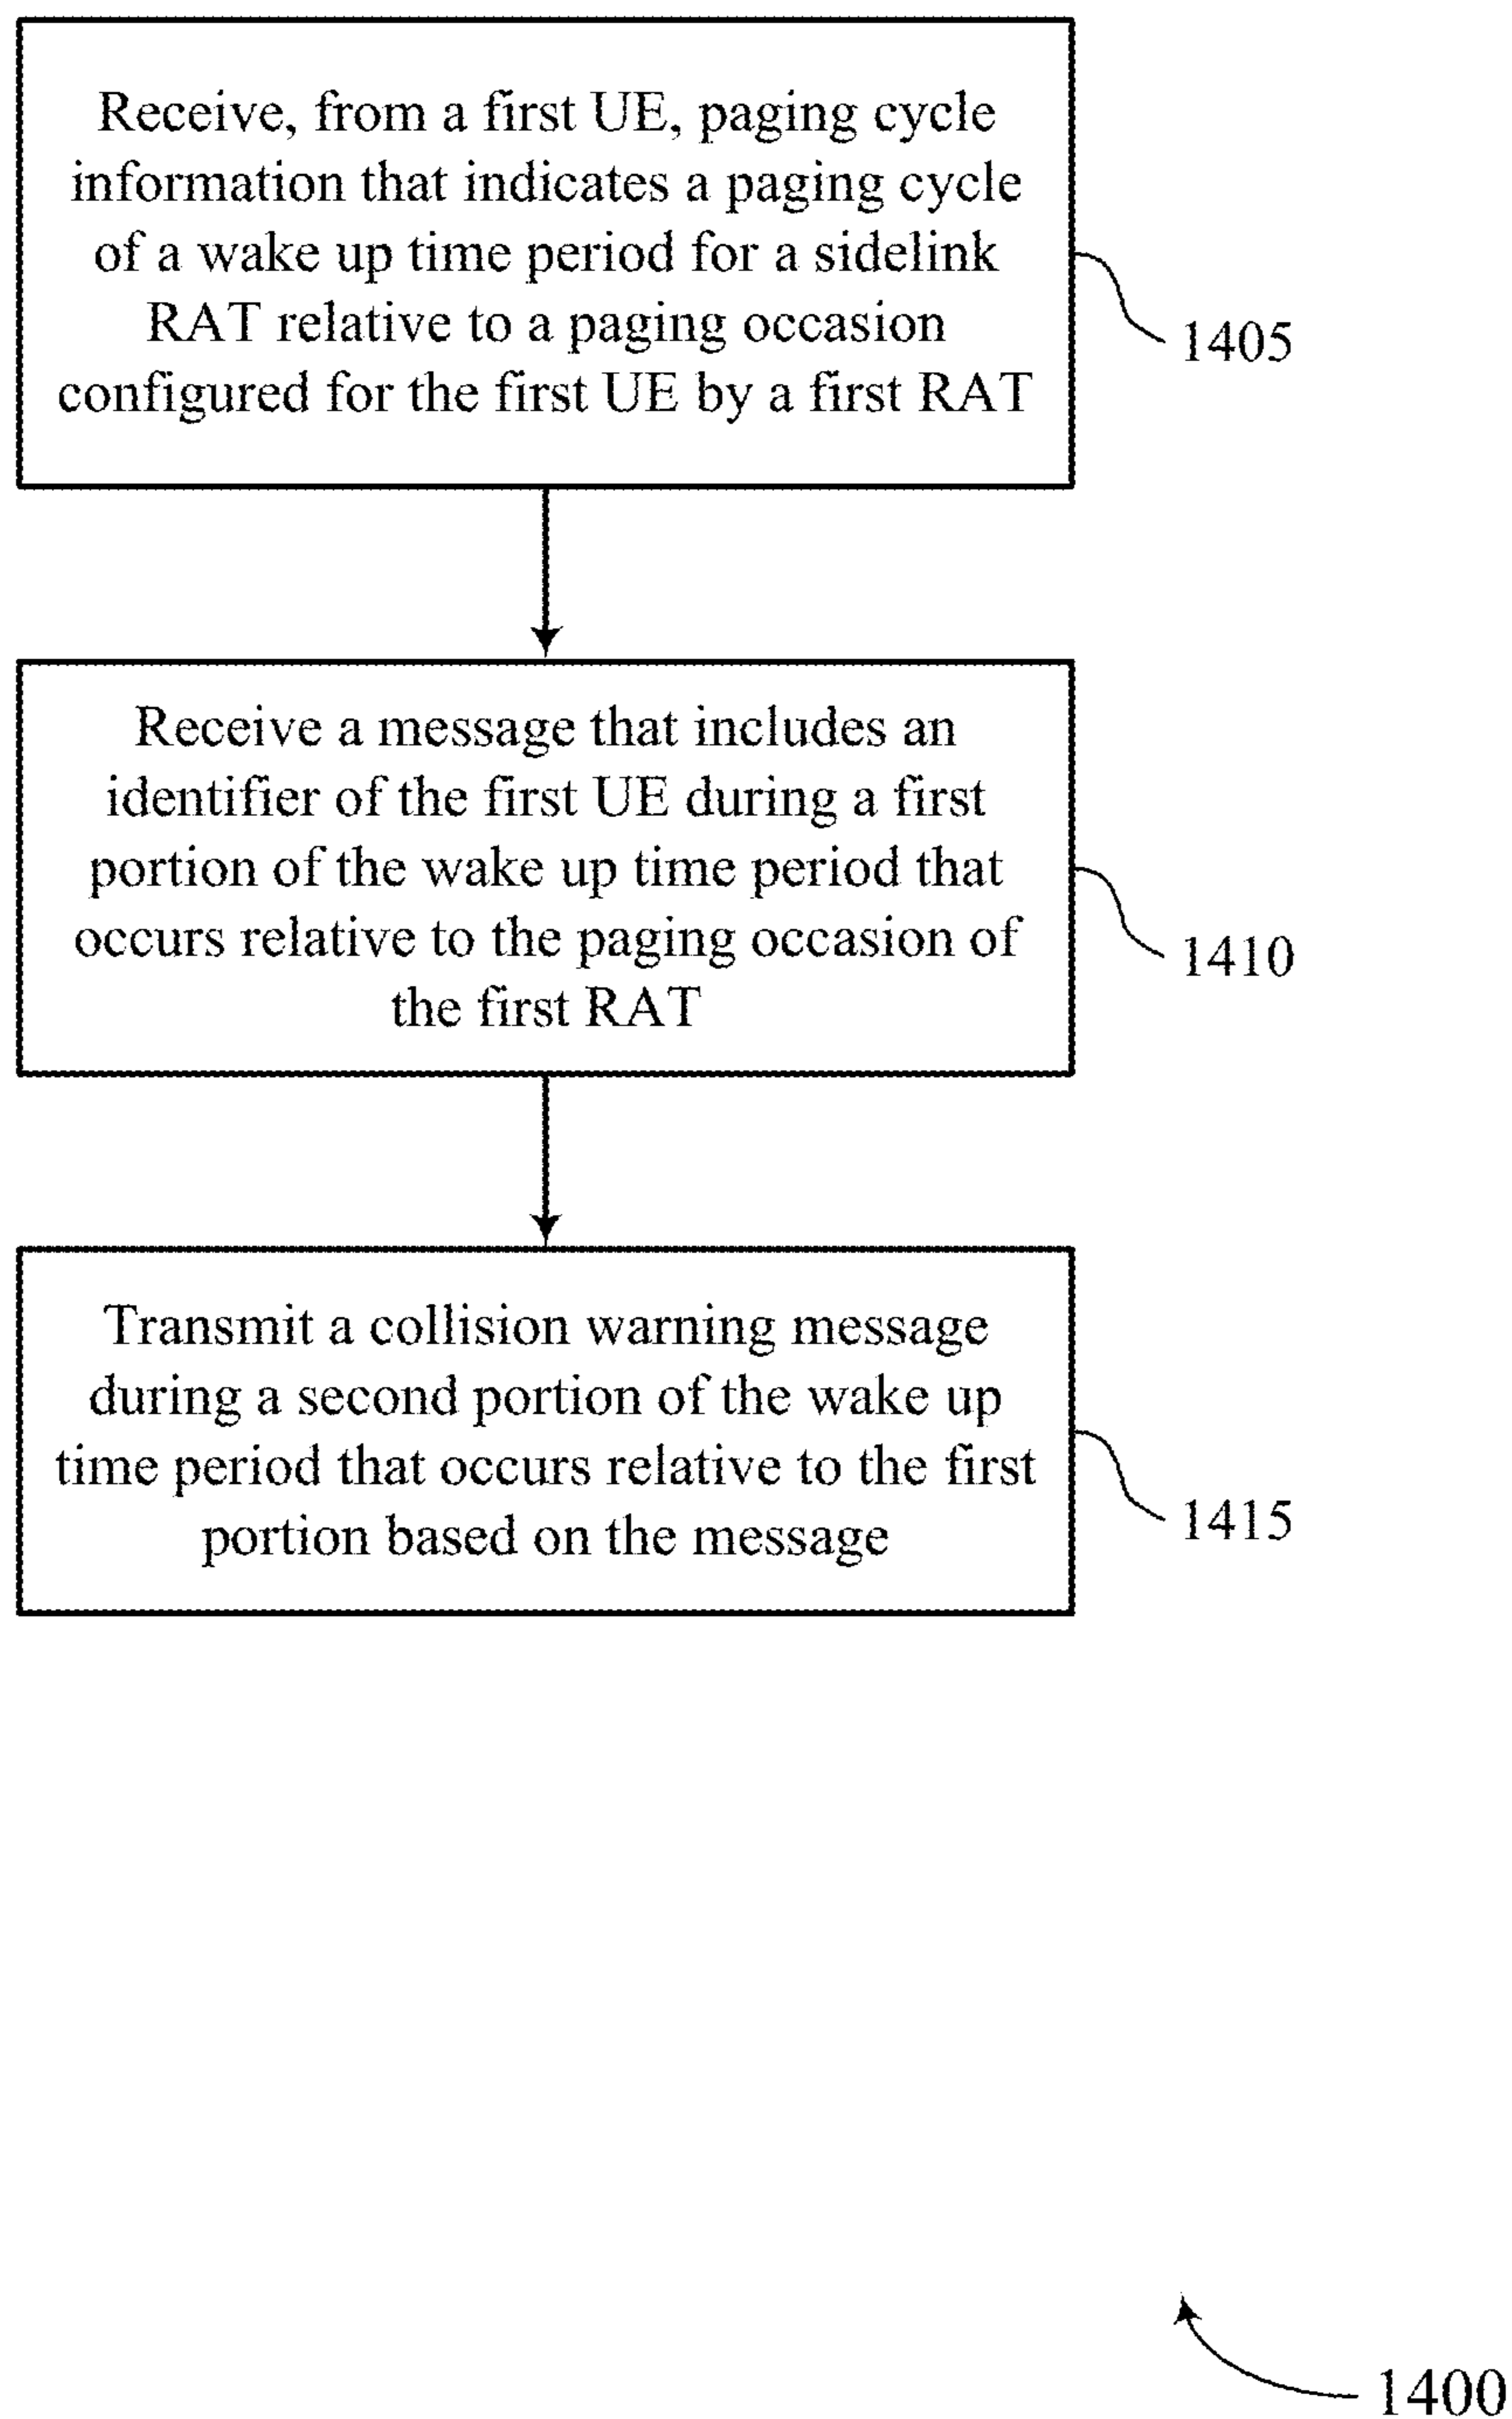 Receive, from a first UE, paging cycle
information that indicates a paging cycle
of a wake up time period for a sidelink
RAT relative to a paging occasion
configured for the first UE by a first RAT
1405
Receive a message that includes an
identifier of the first UE during a first
portion of the wake up time period that
occurs relative to the paging occasion of
the first RAT
1410
Transmit a collision warning message
during a second portion of the wake up
time period that occurs relative to the first
portion based on the message
1415
1400